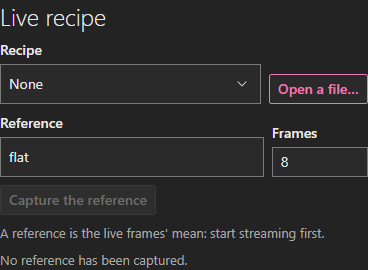 Live recipe
Recipe
None
Open a file...
Reference
Frames
flat
8
Capture the reference
A reference is the live frames' mean: start streaming first.
No reference has been captured.